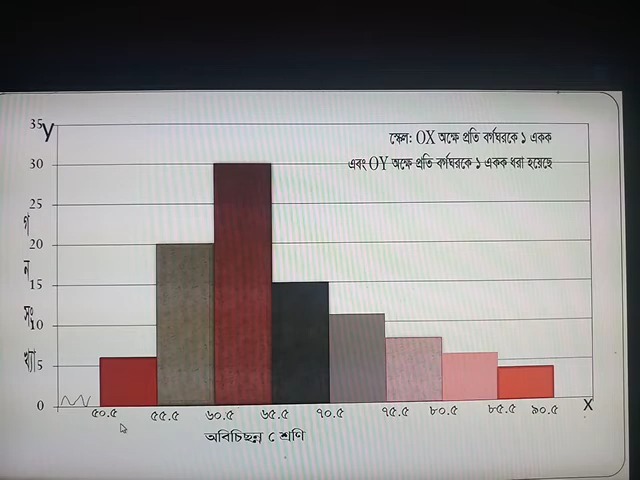 35
y
স্কেল: OX অক্ষে প্রতি বর্গঘরকে ১ একক
এবং OY অক্ষে প্রতি বর্গঘরকে ১ একক ধরা হয়েছে
30
25
20
15
10
5
0
গ
ন
সং
খ্যা
৫০.৫ ৫৫.৫ ৬০.৫ ৬৫.৫ ৭০.৫ ৭৫.৫ ৮০.৫ ৮৫.৫ ৯০.৫ X
অবিচিছন্ন শ্রেণি